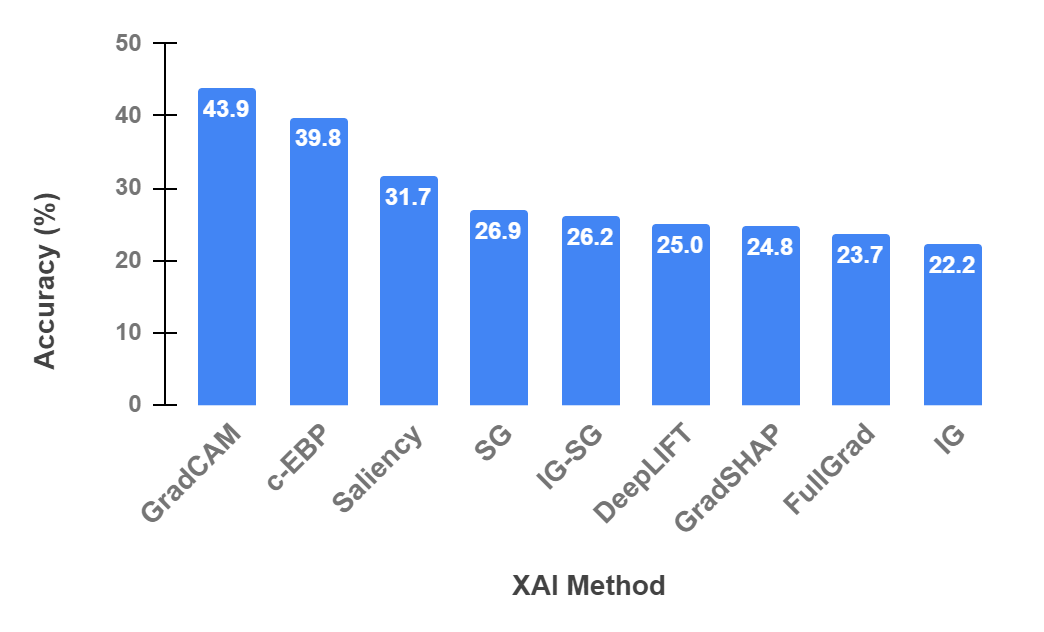 50
40
30
20
10
0
Accuracy (%)
43.9
39.8
31.7
26.9
26.2
25.0
24.8
23.7
22.2
GradCAM
c-EBP
Saliency
SG
IG-SG
DeepLIFT
GradSHAP
FullGrad
IG
XAI Method